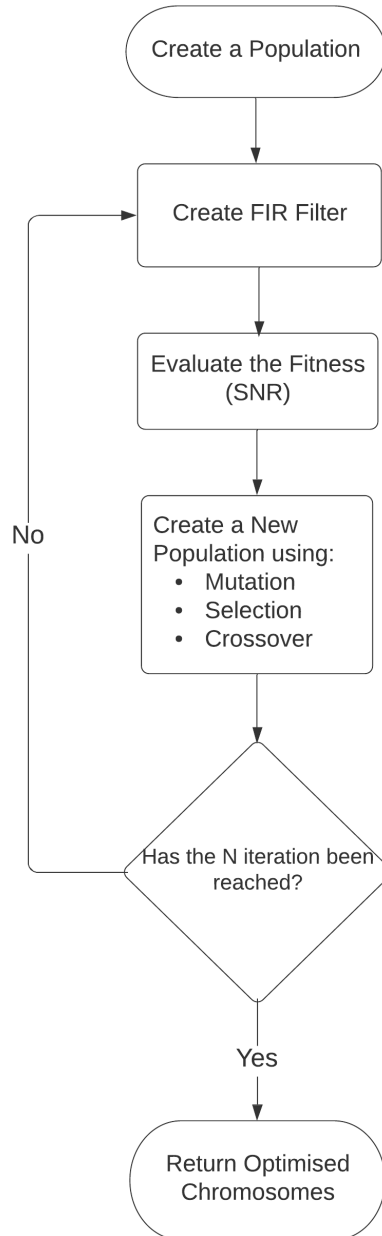 Create a Population
Create FIR Filter
Evaluate the Fitness
(SNR)
Create a New
Population using:
• Mutation
• Selection
• Crossover
No
Has the N iteration been
reached?
Yes
Return Optimised
Chromosomes